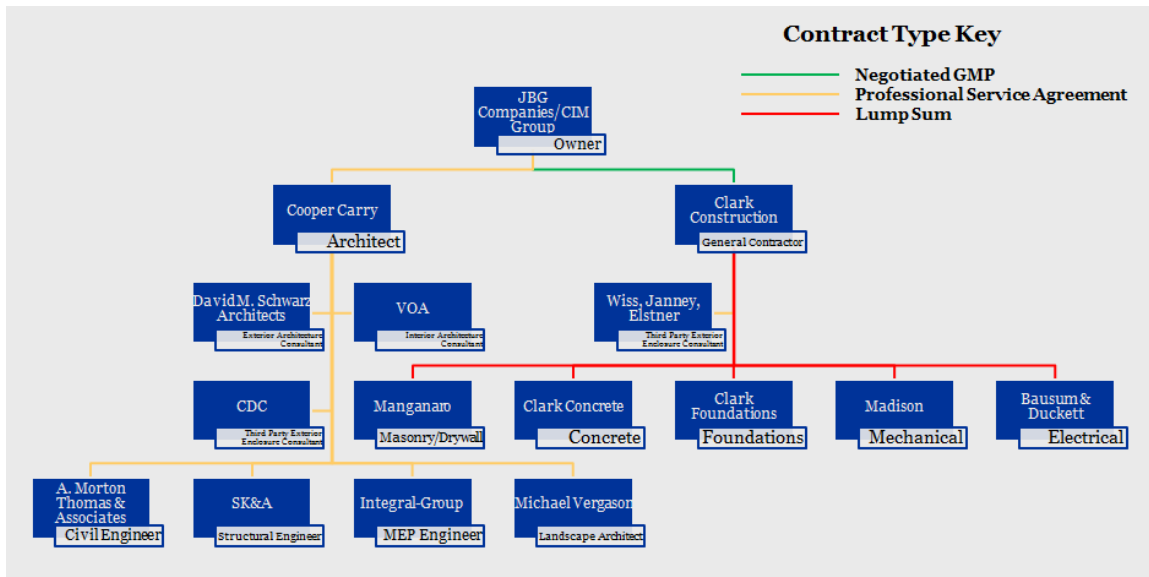 Contract Type Key
Negotiated GMP
Professional Service Agreement
Lump Sum
JBG
Companies/CIM
Group
Owner
Cooper Carry
Architect
Clark
Construction
General Contractor
David M. Schwarz
Architects
Exterior Architecture
Consultant
VOA
Interior Architecture
Consultant
Wiss, Janney,
Elstner
Third Party Exterior
Enclosure Consultant
CDC
Third Party Exterior
Enclosure Consultant
Manganaro
Masonry/Drywall
Clark Concrete
Concrete
Clark
Foundations
Foundations
Madison
Mechanical
Bausum &
Duckett
Electrical
A. Morton
Thomas &
Associates
Civil Engineer
SK&A
Structural Engineer
Integral-Group
MEP Engineer
Michael Vergason
Landscape Architect